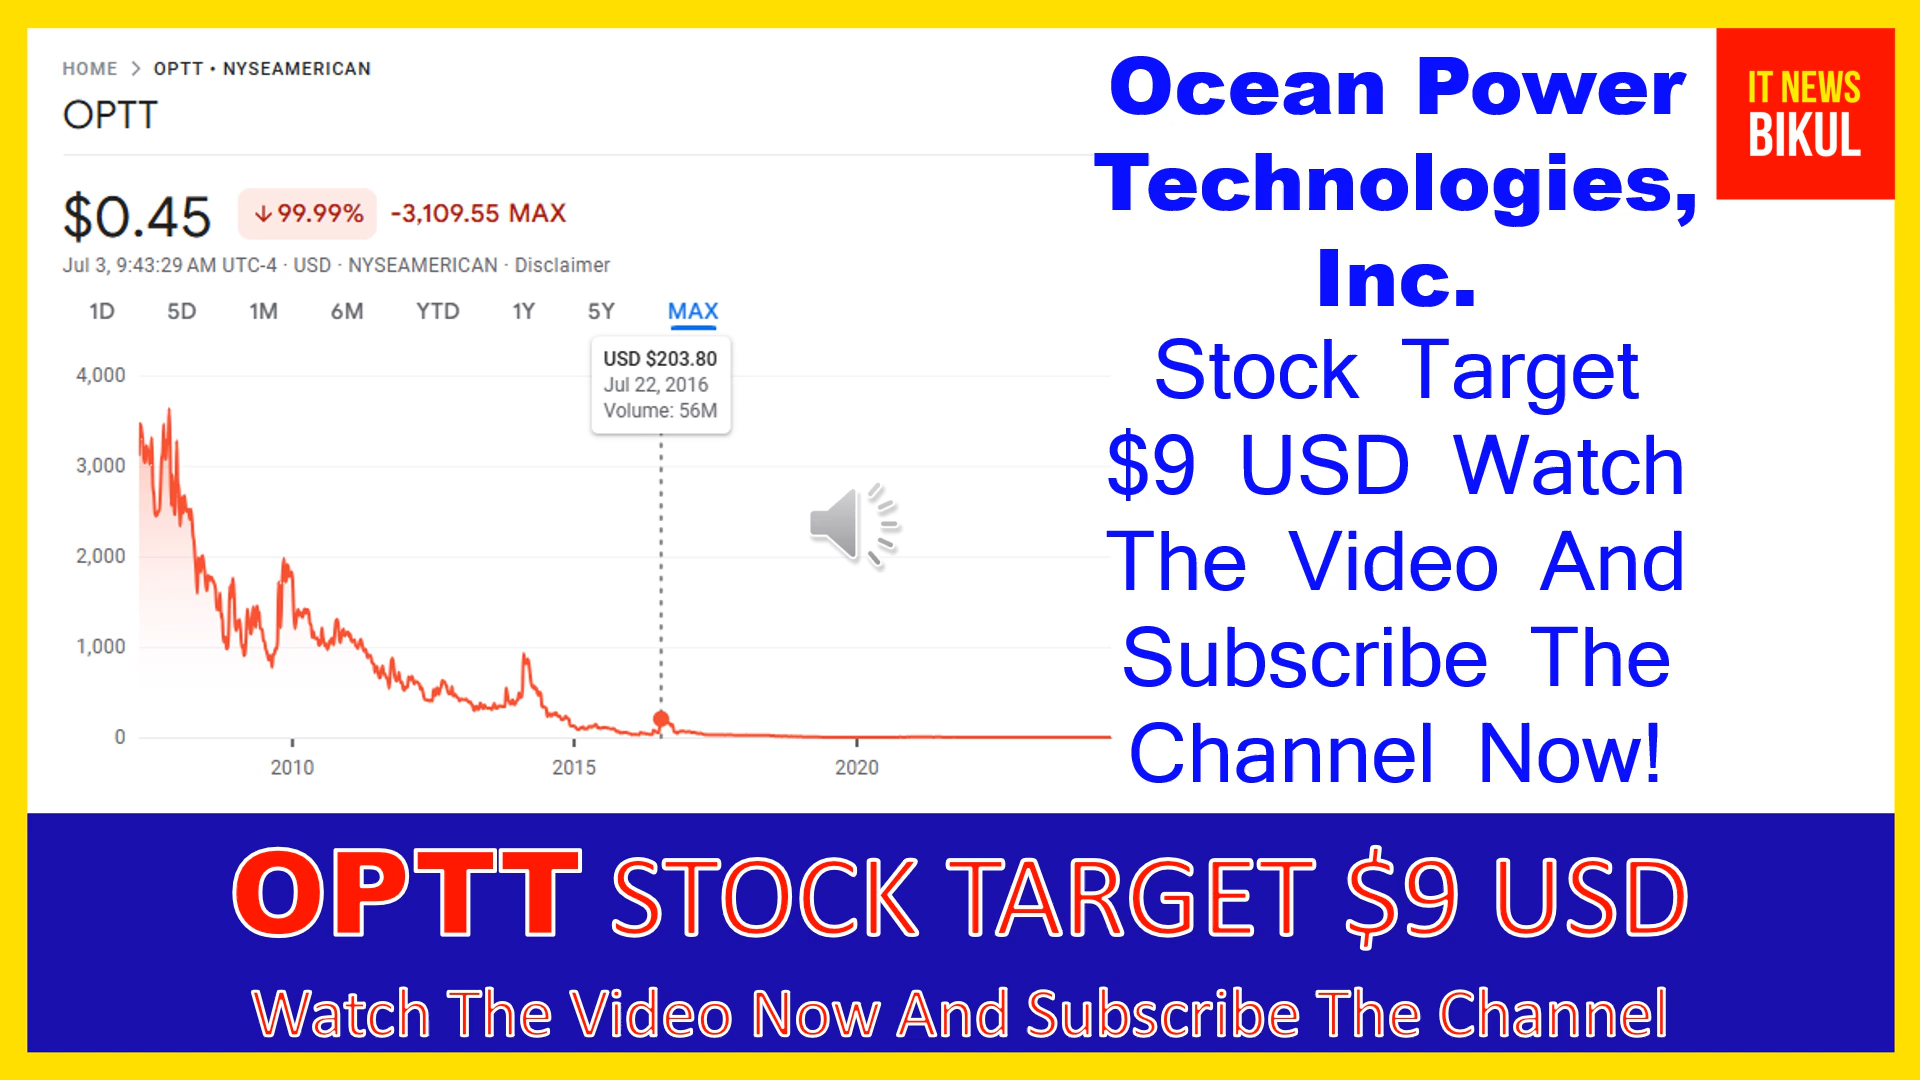 HOME > OPTT • NYSEAMERICAN
OPTT
$0.45 ↓99.99% -3,109.55 MAX
Jul 3, 9:43:29 AM UTC-4 · USD · NYSEAMERICAN · Disclaimer
1D 5D 1M 6M YTD 1Y 5Y MAX
USD $203.80
Jul 22, 2016
Volume: 56M
4,000
3,000
2,000
1,000
0
2010 2015 2020
Ocean Power
Technologies,
Inc.
Stock Target
$9 USD Watch
The Video And
Subscribe The
Channel Now!
IT NEWS
BIKUL
OPTT STOCK TARGET $9 USD
Watch The Video Now And Subscribe The Channel